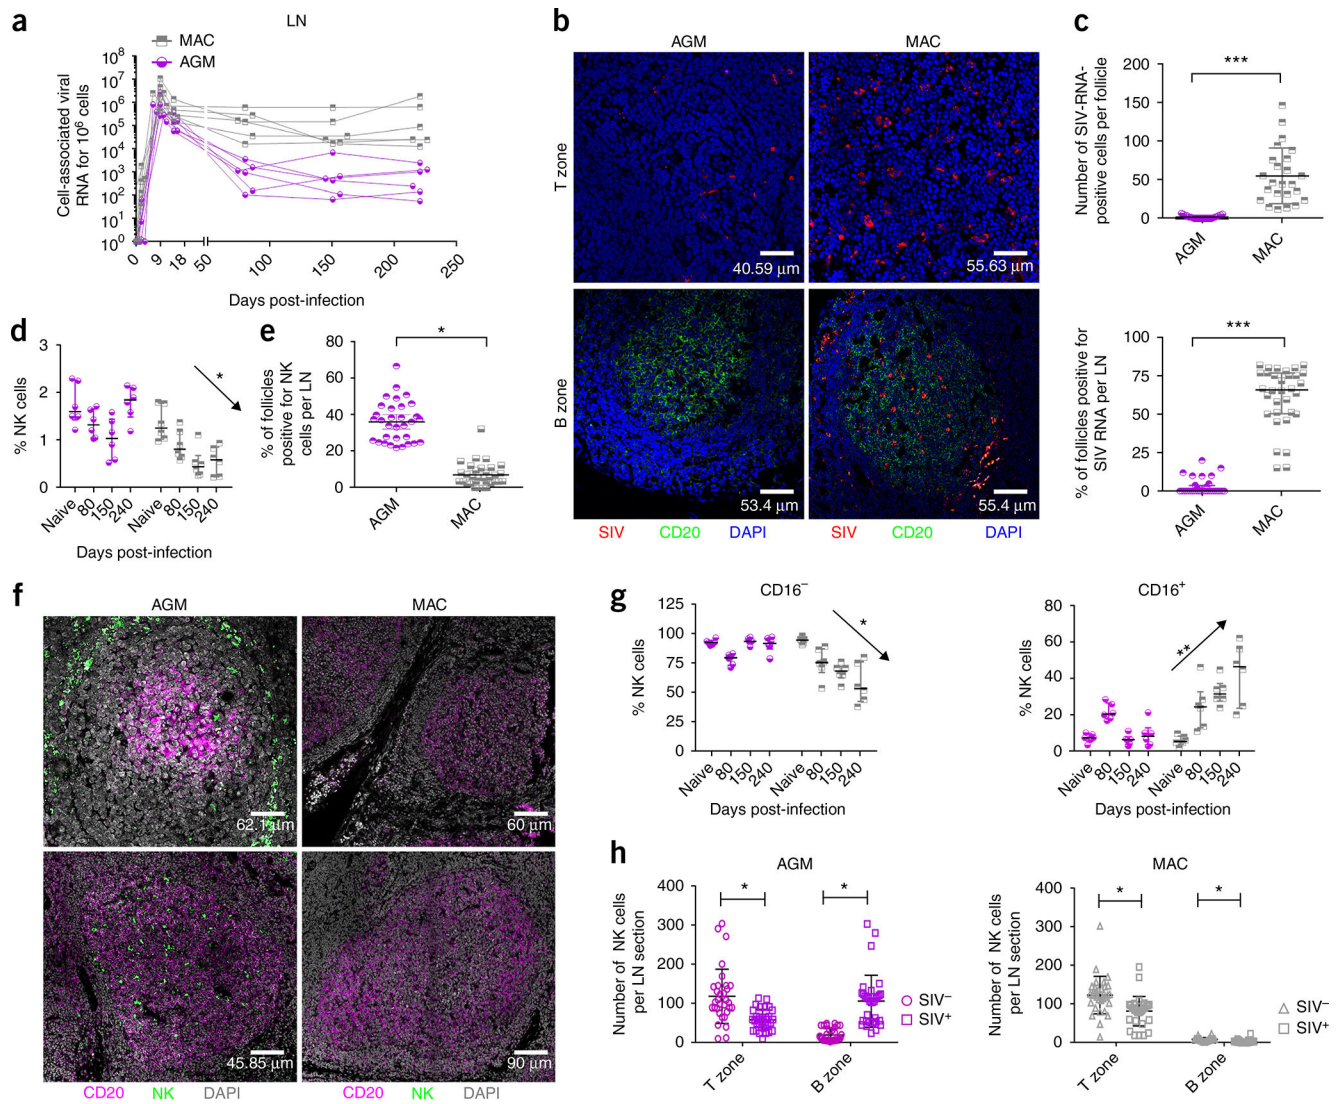 a
LN
MAC
AGM
Cell-associated viral
RNA for 10⁶ cells
10⁸
10⁷
10⁶
10⁵
10⁴
10³
10²
10¹
10⁰
0
9
18
50
100
150
200
250
Days post-infection
b
AGM
MAC
T zone
40.59 µm
55.63 µm
B zone
53.4 µm
55.4 µm
SIV CD20 DAPI
SIV CD20 DAPI
c
Number of SIV-RNA-
positive cells per follicle
200
150
100
50
0
***
AGM
MAC
% of follicles positive for
SIV RNA per LN
100
75
50
25
0
***
AGM
MAC
d
% NK cells
3
2
1
0
*
Naive
80
150
240
Naive
80
150
240
Days post-infection
e
% of follicles
positive for NK
cells per LN
80
60
40
20
0
*
AGM
MAC
f
AGM
MAC
62.1 µm
60 µm
45.85 µm
90 µm
CD20 NK DAPI
CD20 NK DAPI
g
CD16⁻
% NK cells
125
100
75
50
25
0
*
Naive
80
150
240
Naive
80
150
240
Days post-infection
CD16⁺
% NK cells
80
60
40
20
0
**
Naive
80
150
240
Naive
80
150
240
Days post-infection
h
AGM
Number of NK cells
per LN section
400
300
200
100
0
*
*
T zone
B zone
SIV⁻
SIV⁺
MAC
Number of NK cells
per LN section
400
300
200
100
0
*
*
T zone
B zone
SIV⁻
SIV⁺